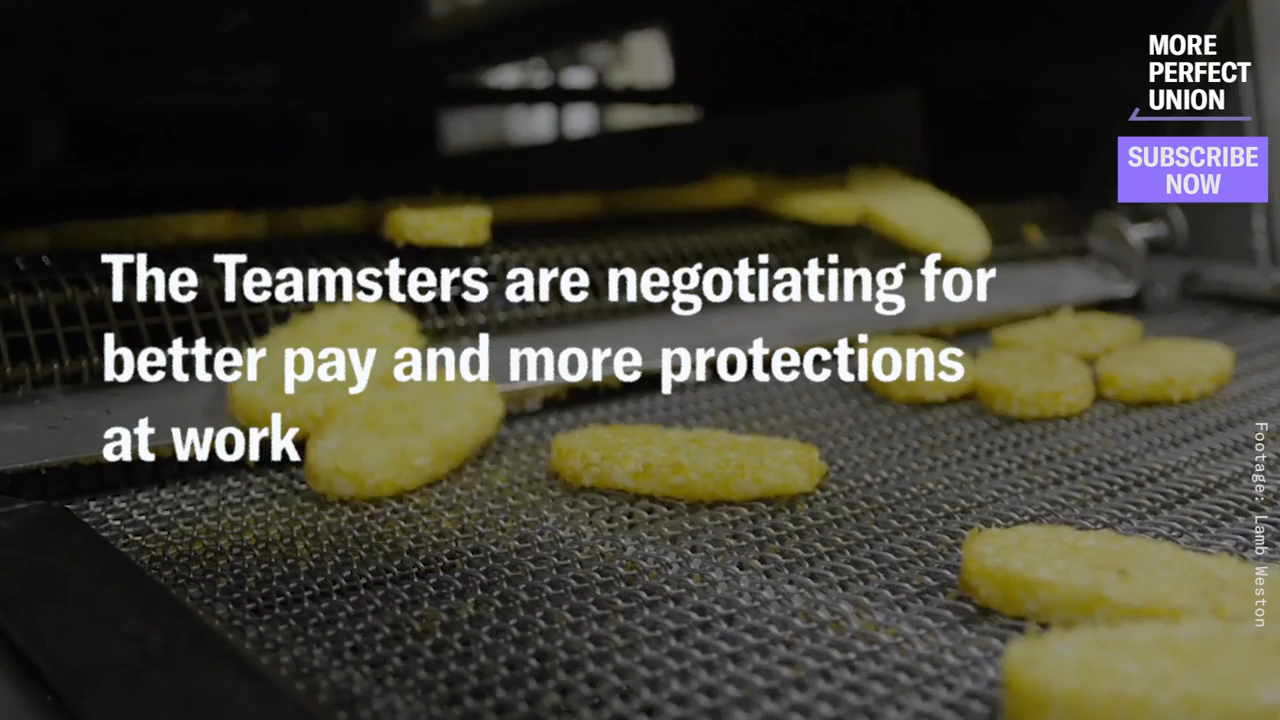 MORE
PERFECT
UNION
SUBSCRIBE
NOW
The Teamsters are negotiating for
better pay and more protections
at work
Footage: Lamb Weston